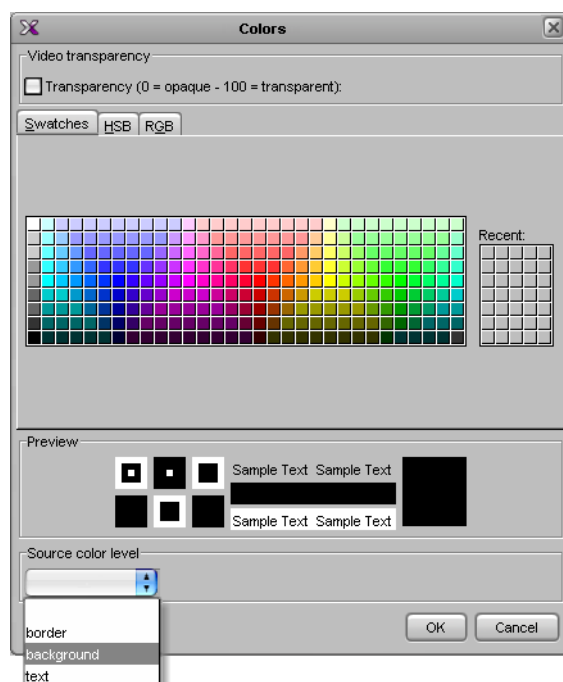 Colors
Video transparency
Transparency (0 = opaque - 100 = transparent):
Swatches HSB RGB
Recent:
Preview
Sample Text Sample Text
Sample Text Sample Text
Source color level
border
background
text
OK Cancel